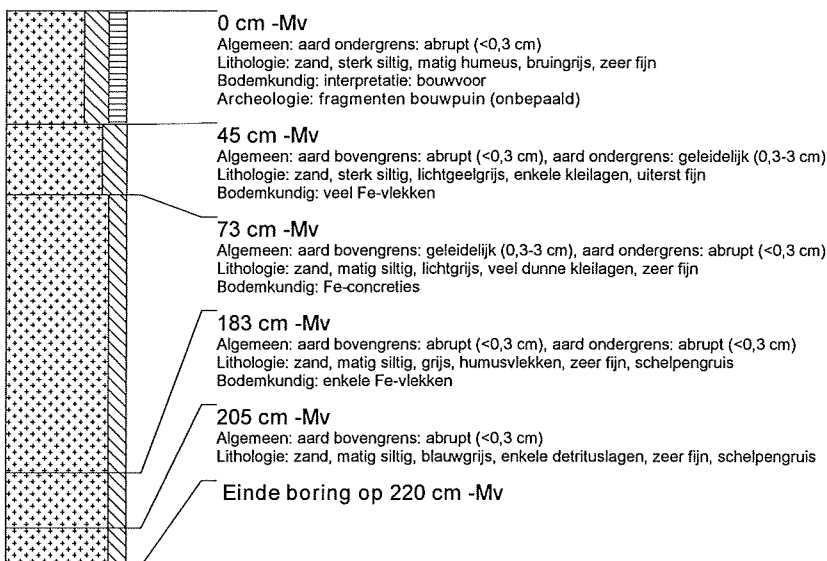 0 cm -Mv
Algemeen: aard ondergrens: abrupt (<0,3 cm)
Lithologie: zand, sterk siltig, matig humeus, bruingrijs, zeer fijn
Bodemkundig: interpretatie: bouwvoor
Archeologie: fragmenten bouwpuin (onbepaald)
45 cm -Mv
Algemeen: aard bovengrens: abrupt (<0,3 cm), aard ondergrens: geleidelijk (0,3-3 cm)
Lithologie: zand, sterk siltig, lichtgeelgrijs, enkele kleilagen, uiterst fijn
Bodemkundig: veel Fe-vlekken
73 cm -Mv
Algemeen: aard bovengrens: geleidelijk (0,3-3 cm), aard ondergrens: abrupt (<0,3 cm)
Lithologie: zand, matig siltig, lichtgrijs, veel dunne kleilagen, zeer fijn
Bodemkundig: Fe-concreties
183 cm -Mv
Algemeen: aard bovengrens: abrupt (<0,3 cm), aard ondergrens: abrupt (<0,3 cm)
Lithologie: zand, matig siltig, grijs, humusvlekken, zeer fijn, schelpengruis
Bodemkundig: enkele Fe-vlekken
205 cm -Mv
Algemeen: aard bovengrens: abrupt (<0,3 cm)
Lithologie: zand, matig siltig, blauwgrijs, enkele detrituslagen, zeer fijn, schelpengruis
Einde boring op 220 cm -Mv